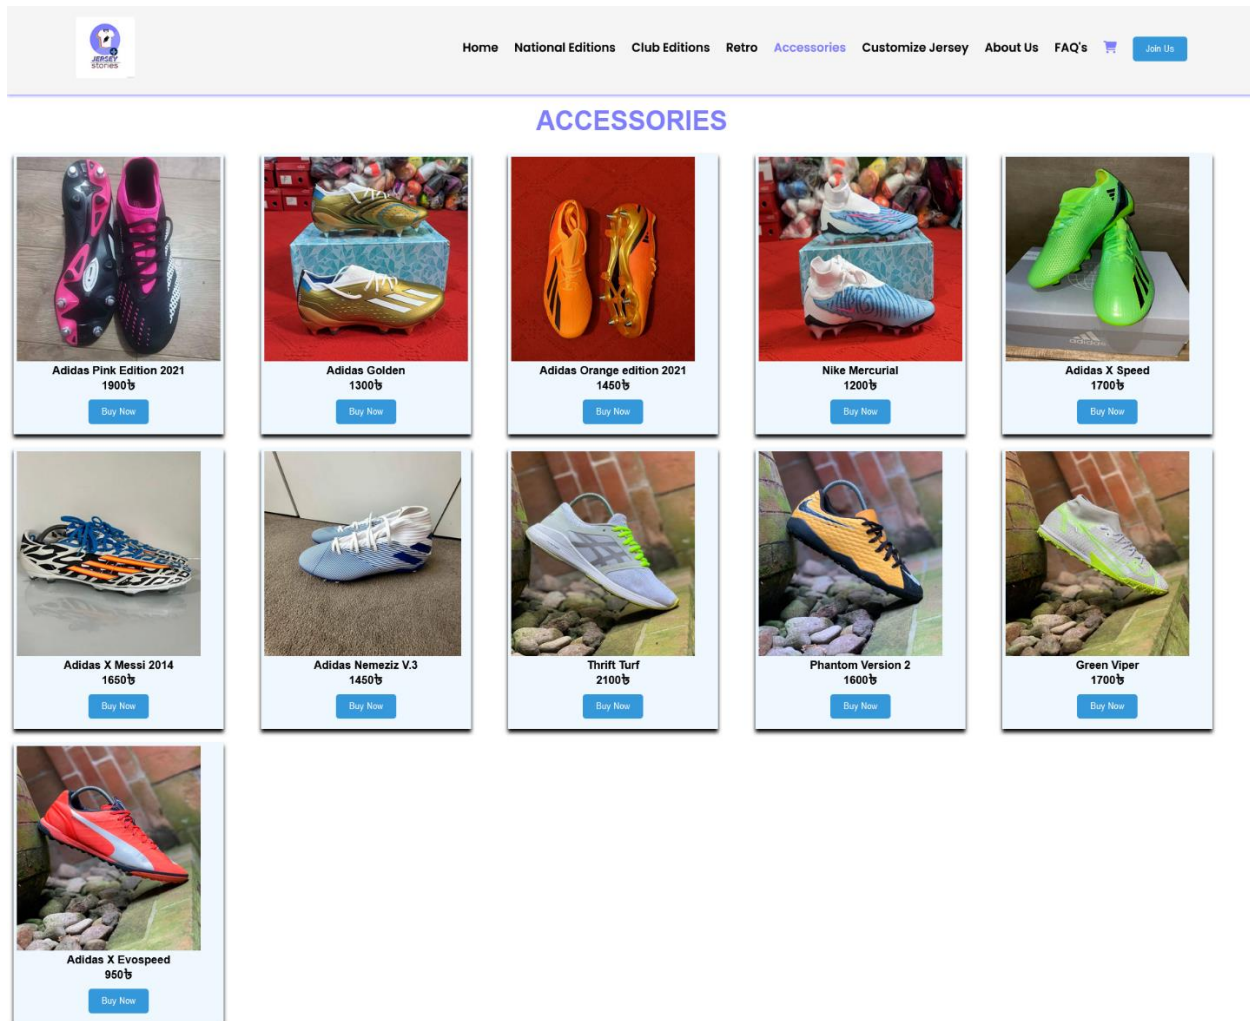 JERSEY
stories
Home National Editions Club Editions Retro Accessories Customize Jersey About Us FAQ's Join Us
ACCESSORIES
adidas
Adidas Pink Edition 2021
1900৳
Buy Now
Adidas Golden
1300৳
Buy Now
Adidas Orange edition 2021
1450৳
Buy Now
Nike Mercurial
1200৳
Buy Now
Adidas X Speed
1700৳
Buy Now
Adidas X Messi 2014
1650৳
Buy Now
Adidas Nemeziz V.3
1450৳
Buy Now
Thrift Turf
2100৳
Buy Now
Phantom Version 2
1600৳
Buy Now
Green Viper
1700৳
Buy Now
Adidas X Evospeed
950৳
Buy Now